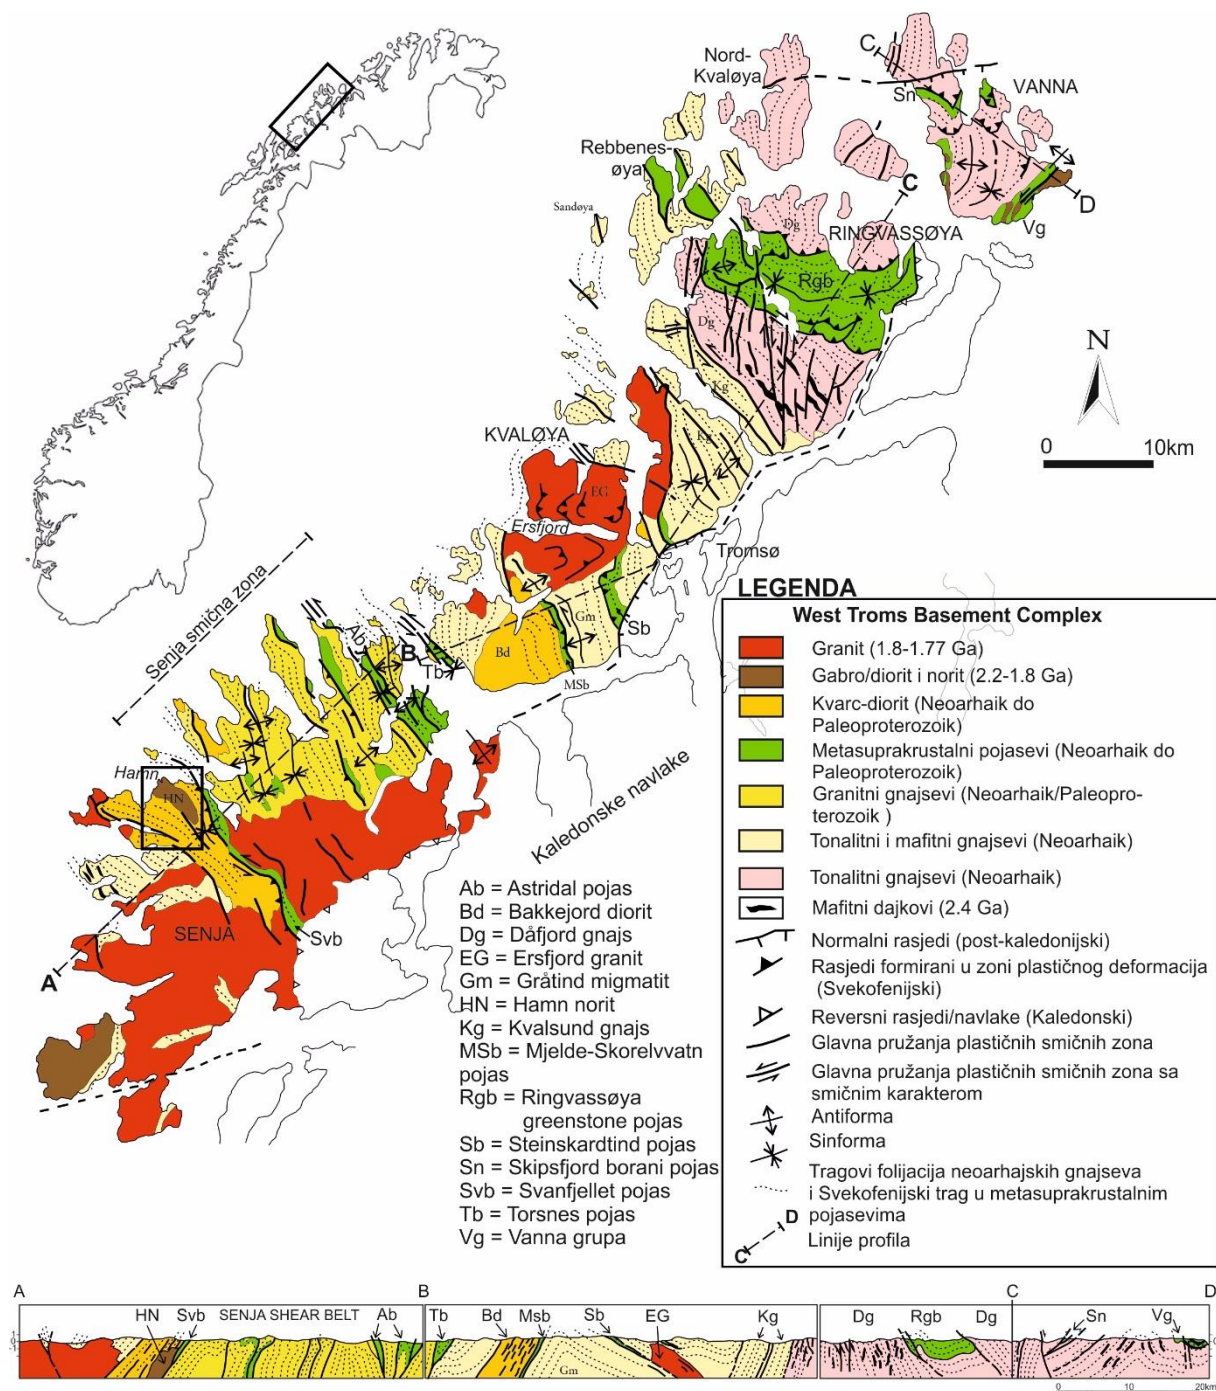 Nord-
Kvaløya
C
Sn
VANNA
Rebbenes-
øya
C
D
Sandøya
Dg
Vg
RINGVASSØYA
Rgb
Dg
N
Kg
0 10km
KVALØYA
Kg
EG
Ersfjord
Tromsø
Senja smična zona
Ab
B
Gm
Sb
Bd
Tb
MSb
Hamn
HN
Kaledonske navlake
SENJA
Svb
A
LEGENDA
West Troms Basement Complex
Granit (1.8-1.77 Ga)
Gabro/diorit i norit (2.2-1.8 Ga)
Kvarc-diorit (Neoarhaik do
Paleoproterozoik)
Metasuprakrustalni pojasevi (Neoarhaik do
Paleoproterozoik)
Granitni gnajsevi (Neoarhaik/Paleopro-
terozoik )
Tonalitni i mafitni gnajsevi (Neoarhaik)
Tonalitni gnajsevi (Neoarhaik)
Mafitni dajkovi (2.4 Ga)
Normalni rasjedi (post-kaledonijski)
Rasjedi formirani u zoni plastičnog deformacija
(Svekofenijski)
Reversni rasjedi/navlake (Kaledonski)
Glavna pružanja plastičnih smičnih zona
Glavna pružanja plastičnih smičnih zona sa
smičnim karakterom
Antiforma
Sinforma
Tragovi folijacija neoarhajskih gnajseva
i Svekofenijski trag u metasuprakrustalnim
pojasevima
D
C
Linije profila
Ab = Astridal pojas
Bd = Bakkejord diorit
Dg = Dåfjord gnajs
EG = Ersfjord granit
Gm = Gråtind migmatit
HN = Hamn norit
Kg = Kvalsund gnajs
MSb = Mjelde-Skorelvvatn
pojas
Rgb = Ringvassøya
greenstone pojas
Sb = Steinskardtind pojas
Sn = Skipsfjord borani pojas
Svb = Svanfjellet pojas
Tb = Torsnes pojas
Vg = Vanna grupa
A B C D
HN Svb SENJA SHEAR BELT Ab Tb Bd Msb Sb EG Kg Dg Rgb Dg Sn Vg
Gm
0 10 20km